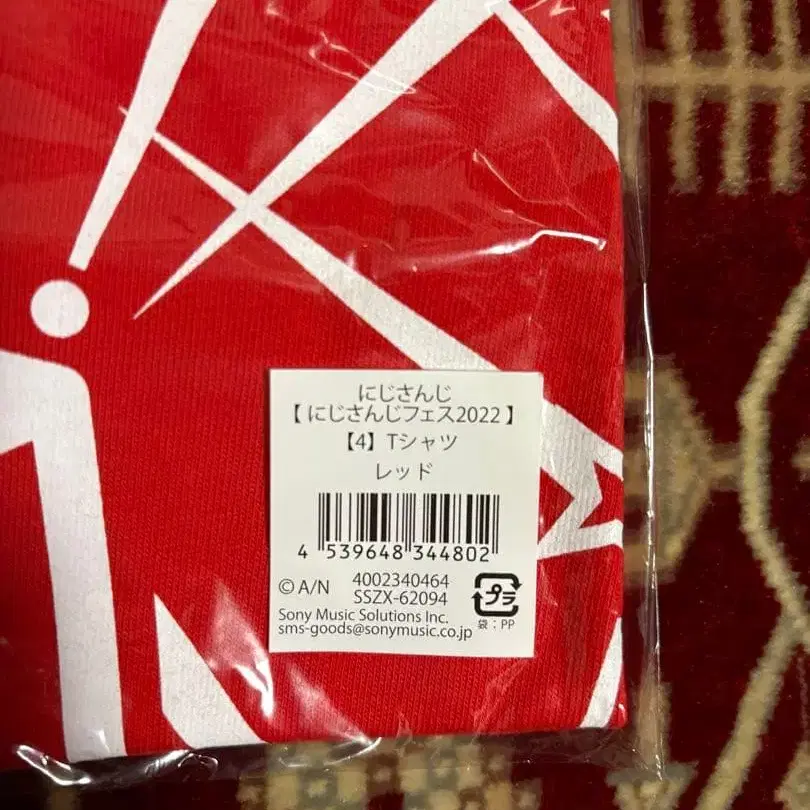 にじさんじ
【にじさんじフェス2022】
【4】Tシャツ
レッド
4 539648 344802
© A/N
4002340464
SSZX-62094
Sony Music Solutions Inc.
sms-goods@sonymusic.co.jp
プラ
袋：PP